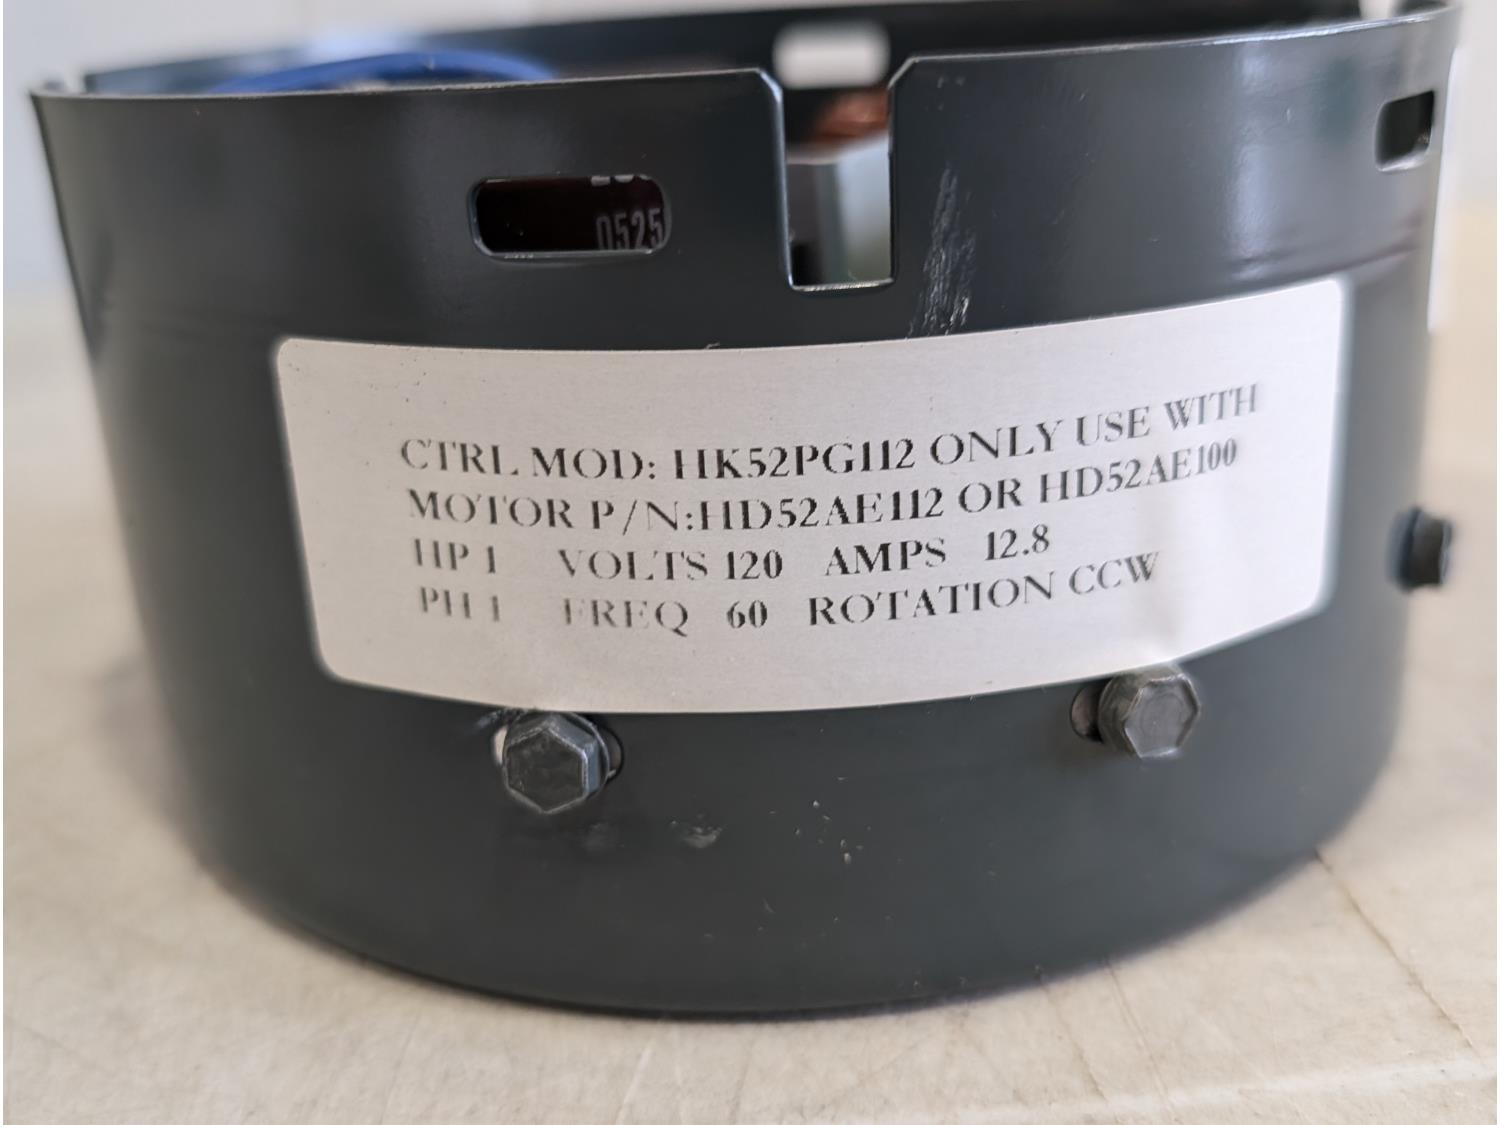 0525
CTRL MOD: HK52PG112 ONLY USE WITH
MOTOR P/N:HD52AE112 OR HD52AE100
HP 1 VOLTS 120 AMPS 12.8
PH 1 FREQ 60 ROTATION CCW